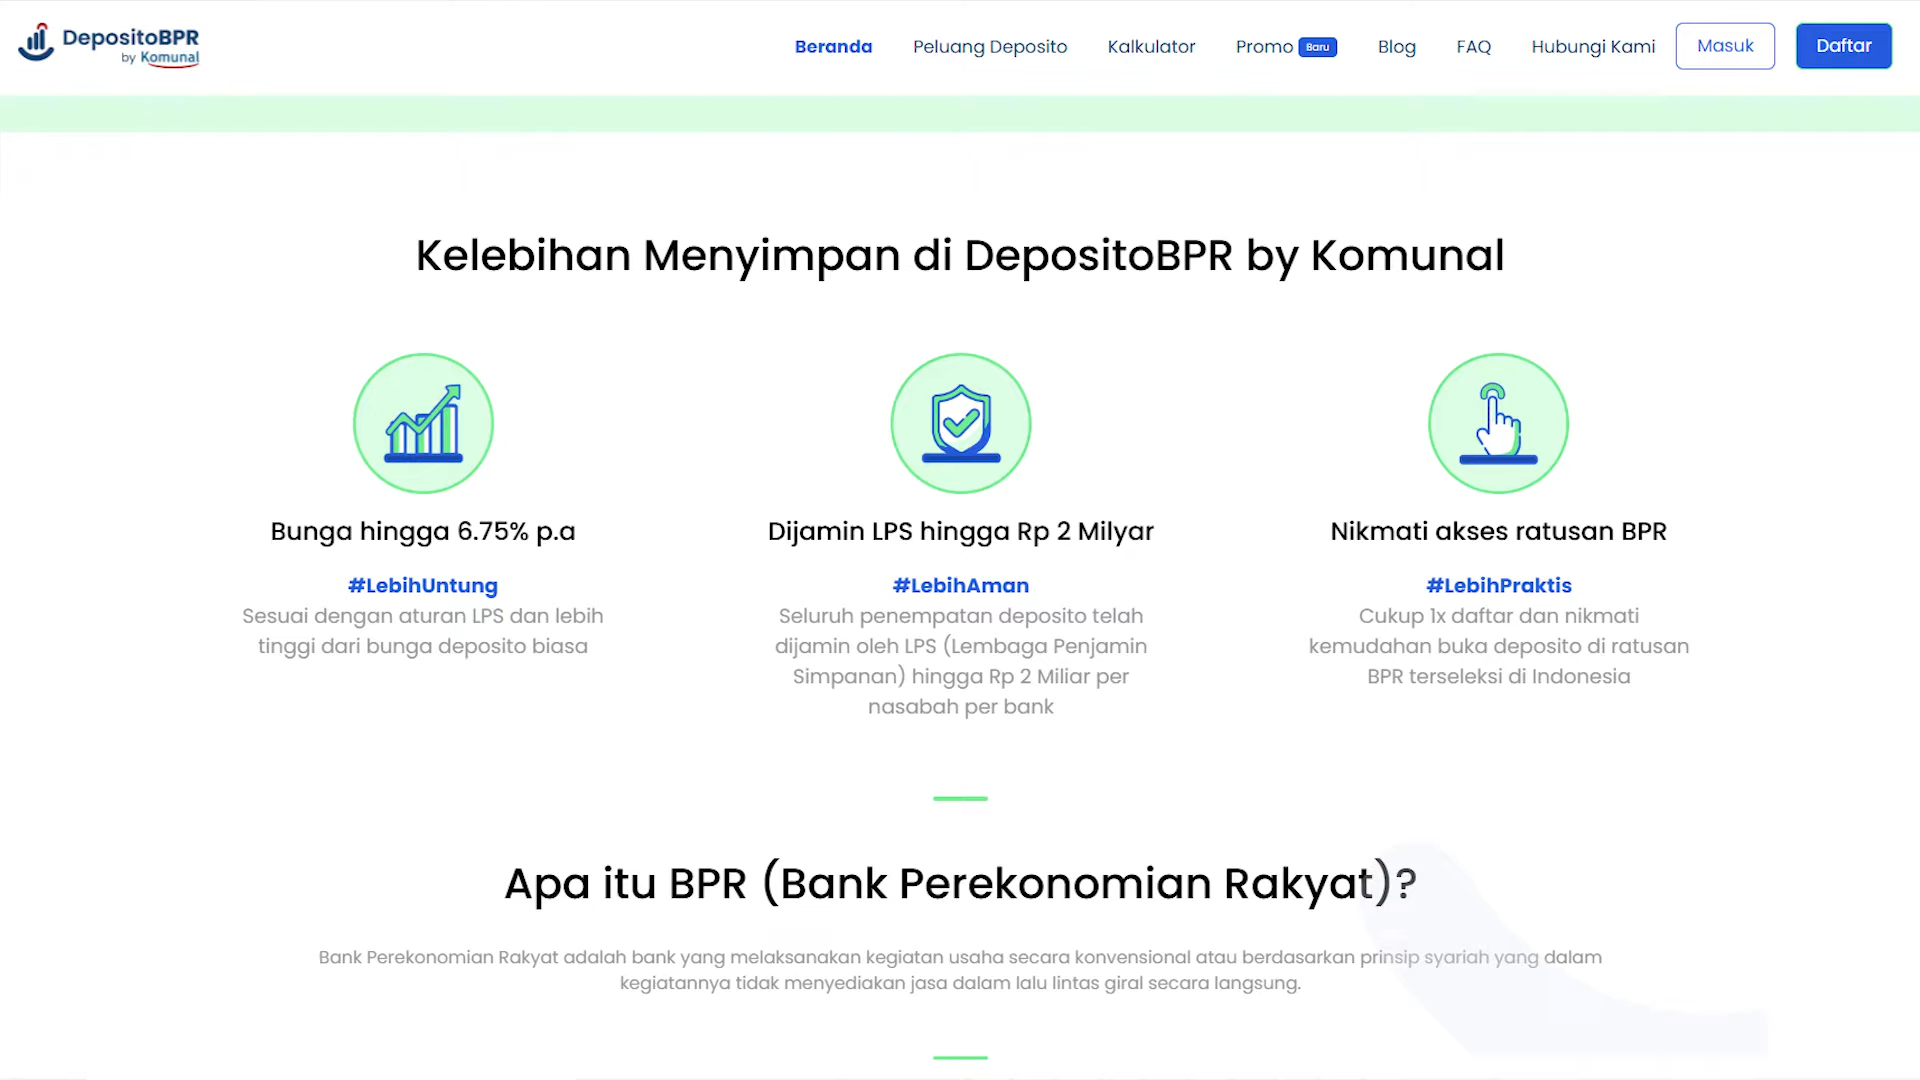 DepositoBPR
by Komunal
Beranda
Peluang Deposito
Kalkulator
Promo Baru
Blog
FAQ
Hubungi Kami
Masuk
Daftar
Kelebihan Menyimpan di DepositoBPR by Komunal
Bunga hingga 6.75% p.a
#LebihUntung
Sesuai dengan aturan LPS dan lebih
tinggi dari bunga deposito biasa
Dijamin LPS hingga Rp 2 Milyar
#LebihAman
Seluruh penempatan deposito telah
dijamin oleh LPS (Lembaga Penjamin
Simpanan) hingga Rp 2 Miliar per
nasabah per bank
Nikmati akses ratusan BPR
#LebihPraktis
Cukup 1x daftar dan nikmati
kemudahan buka deposito di ratusan
BPR terseleksi di Indonesia
Apa itu BPR (Bank Perekonomian Rakyat)?
Bank Perekonomian Rakyat adalah bank yang melaksanakan kegiatan usaha secara konvensional atau berdasarkan prinsip syariah yang dalam
kegiatannya tidak menyediakan jasa dalam lalu lintas giral secara langsung.